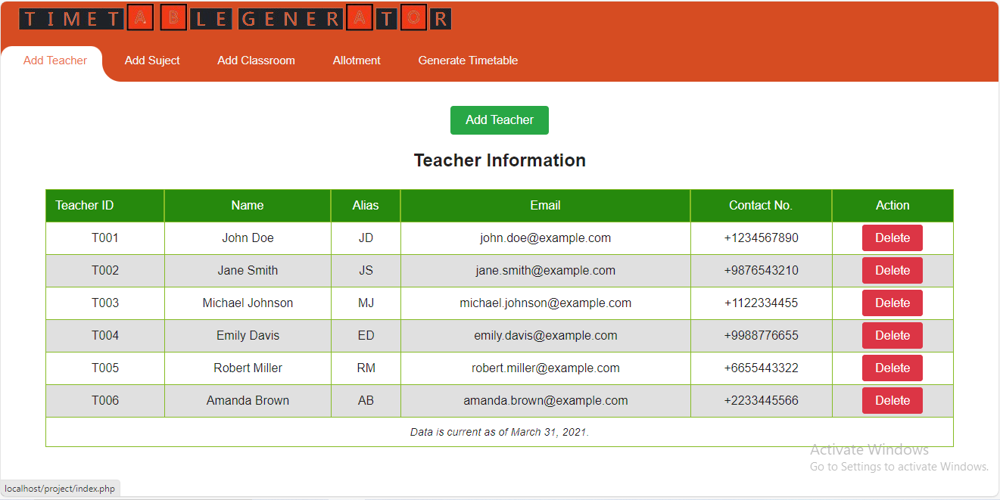 TIMETABLEGENERATOR
Add Teacher Add Suject Add Classroom Allotment Generate Timetable
Add Teacher
Teacher Information
Teacher ID Name Alias Email Contact No. Action
T001 John Doe JD john.doe@example.com +1234567890 Delete
T002 Jane Smith JS jane.smith@example.com +9876543210 Delete
T003 Michael Johnson MJ michael.johnson@example.com +1122334455 Delete
T004 Emily Davis ED emily.davis@example.com +9988776655 Delete
T005 Robert Miller RM robert.miller@example.com +6655443322 Delete
T006 Amanda Brown AB amanda.brown@example.com +2233445566 Delete
Data is current as of March 31, 2021.
Activate Windows
Go to Settings to activate Windows.
localhost/project/index.php